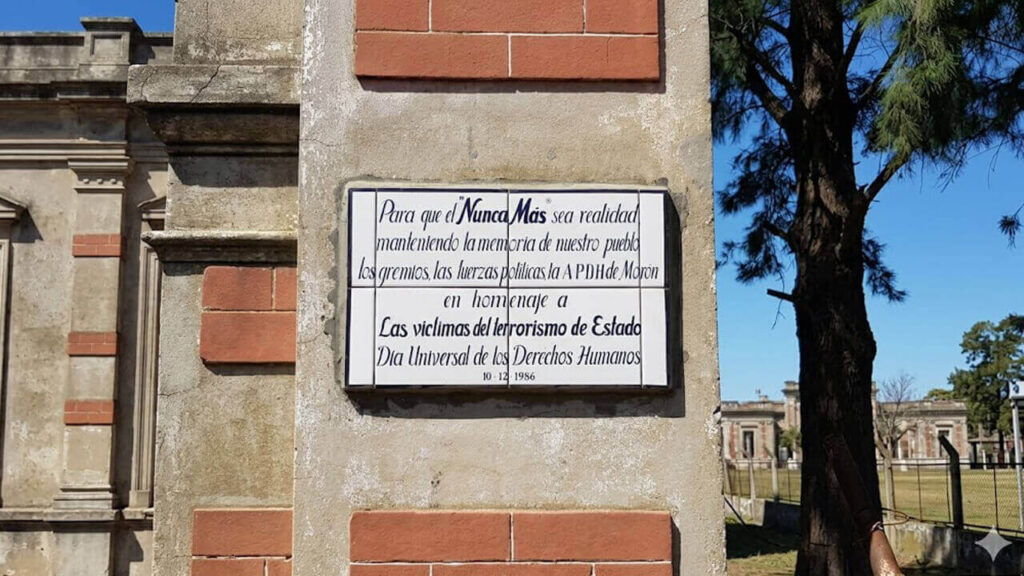 Para que el "Nunca Más" sea realidad
manteniendo la memoria de nuestro pueblo
los gremios, las fuerzas políticas, la APDH de Morón
en homenaje a
Las víctimas del terrorismo de Estado
Día Universal de los Derechos Humanos
10-12-1986